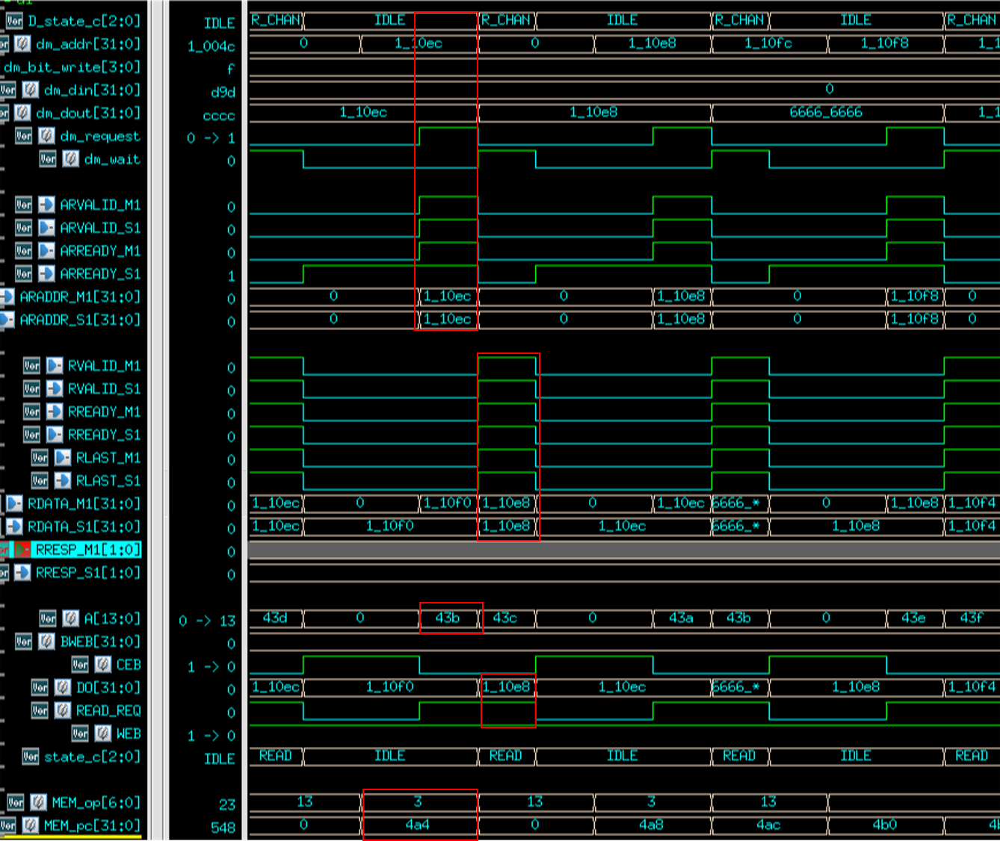 D_state_c[2:0] IDLE R_CHAN IDLE R_CHAN IDLE R_CHAN IDLE R_CHAN
dm_addr[31:0] 1_004c 0 1_10ec 0 1_10e8 1_10fc 1_10f8 1_1
dm_bit_write[3:0] f
dm_din[31:0] d9d 0
dm_dout[31:0] cccc 1_10ec 1_10e8 6666_6666 1_1
dm_request 0 -> 1
dm_wait 0
ARVALID_M1 0
ARVALID_S1 0
ARREADY_M1 0
ARREADY_S1 1
ARADDR_M1[31:0] 0 0 1_10ec 0 1_10e8 0 1_10f8 0
ARADDR_S1[31:0] 0 0 1_10ec 0 1_10e8 0 1_10f8 0
RVALID_M1 0
RVALID_S1 0
RREADY_M1 0
RREADY_S1 0
RLAST_M1 0
RLAST_S1 0
RDATA_M1[31:0] 0 1_10ec 0 1_10f0 1_10e8 0 1_10ec 6666_* 0 1_10e8 1_10f4
RDATA_S1[31:0] 0 1_10ec 1_10f0 1_10e8 1_10ec 6666_* 1_10e8 1_10f4
RRESP_M1[1:0] 0
RRESP_S1[1:0] 0
A[13:0] 0 -> 13 43d 0 43b 43c 0 43a 43b 0 43e 43f
BWEB[31:0] 0
CEB 1 -> 0
DO[31:0] 0 1_10ec 1_10f0 1_10e8 1_10ec 6666_* 1_10e8 1_10f4
READ_REQ 0
WEB 1 -> 0
state_c[2:0] IDLE READ IDLE READ IDLE READ IDLE READ
MEM_op[6:0] 23 13 3 13 3 13
MEM_pc[31:0] 548 0 4a4 0 4a8 4ac 4b0